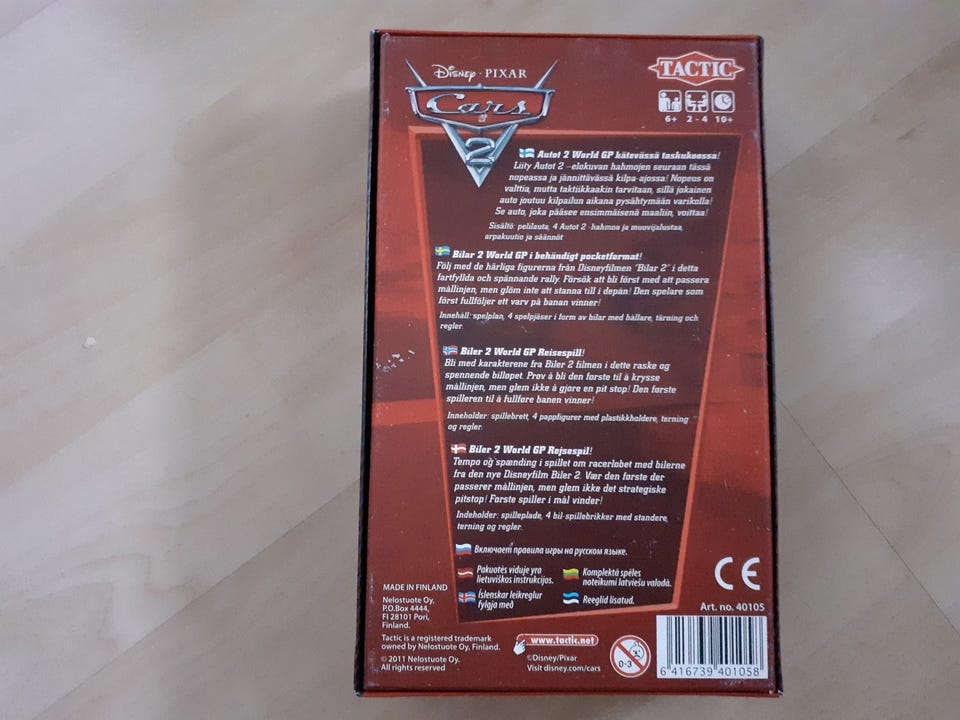 Disney · PIXAR
Cars
2
TACTIC
6+ 2 - 4 10+
Autot 2 World GP kätevässä taskukoossa!
Liity Autot 2 –elokuvan hahmojen seuraan tässä
nopeassa ja jännittävässä kilpa-ajossa! Nopeus on
valttia, mutta taktiikkaakin tarvitaan, sillä jokainen
auto joutuu kilpailun aikana pysähtymään varikolla!
Se auto, joka pääsee ensimmäisenä maaliin, voittaa!
Sisältö: pelilauta, 4 Autot 2 -hahmoa ja muovijalustaa,
arpakuutio ja säännöt
Bilar 2 World GP i behändigt pocketformat!
Följ med de härliga figurerna från Disneyfilmen "Bilar 2" i detta
fartfyllda och spännande rally. Försök att bli först med att passera
mållinjen, men glöm inte att stanna till i depån! Den spelare som
först fullföljer ett varv på banan vinner!
Innehåll: spelplan, 4 spelpjäser i form av bilar med hållare, tärning och
regler.
Biler 2 World GP Reisespill!
Bli med karakterene fra Biler 2 filmen i dette raske og
spennende billøpet. Prøv å bli den første til å krysse
mållinjen, men glem ikke å gjøre en pit stop! Den første
spilleren til å fullføre banen vinner!
Inneholder: spillebrett, 4 pappfigurer med plastikkholdere, terning
og regler.
Biler 2 World GP Rejsespil!
Tempo og spænding i spillet om racerløbet med bilerne
fra den nye Disneyfilm Biler 2. Vær den første der
passerer mållinjen, men glem ikke det strategiske
pitstop! Første spiller i mål vinder!
Indeholder: spilleplade, 4 bil-spillebrikker med standere,
terning og regler.
Включает правила игры на русском языке.
Pakuotės viduje yra
lietuviškos instrukcijos.
Komplektā spēles
noteikumi latviešu valodā.
Íslenskar leikreglur
fylgja með
Reeglid lisatud.
CE
MADE IN FINLAND
Nelostuote Oy,
P.O.Box 4444,
FI 28101 Pori,
Finland.
Tactic is a registered trademark
owned by Nelostuote Oy, Finland.
© 2011 Nelostuote Oy.
All rights reserved
www.tactic.net
©Disney/Pixar
Visit disney.com/cars
0-3
Art. no. 40105
6 416739 401058